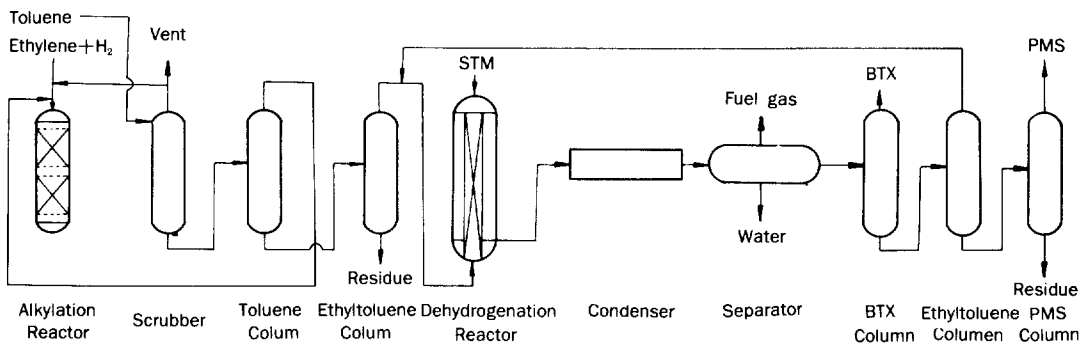 Toluene
Ethylene+H₂
Vent
STM
Fuel gas
BTX
PMS
Water
Residue
Residue
Alkylation
Reactor
Scrubber
Toluene
Colum
Ethyltoluene
Colum
Dehydrogenation
Reactor
Condenser
Separator
BTX
Column
Ethyltoluene
Columen
PMS
Column